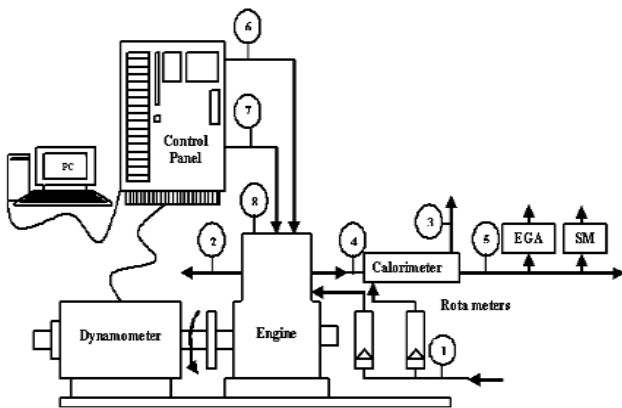 6
7
Control
Panel
PC
8
2
4
3
5
EGA
SM
Calorimeter
Rota meters
Dynamometer
Engine
1